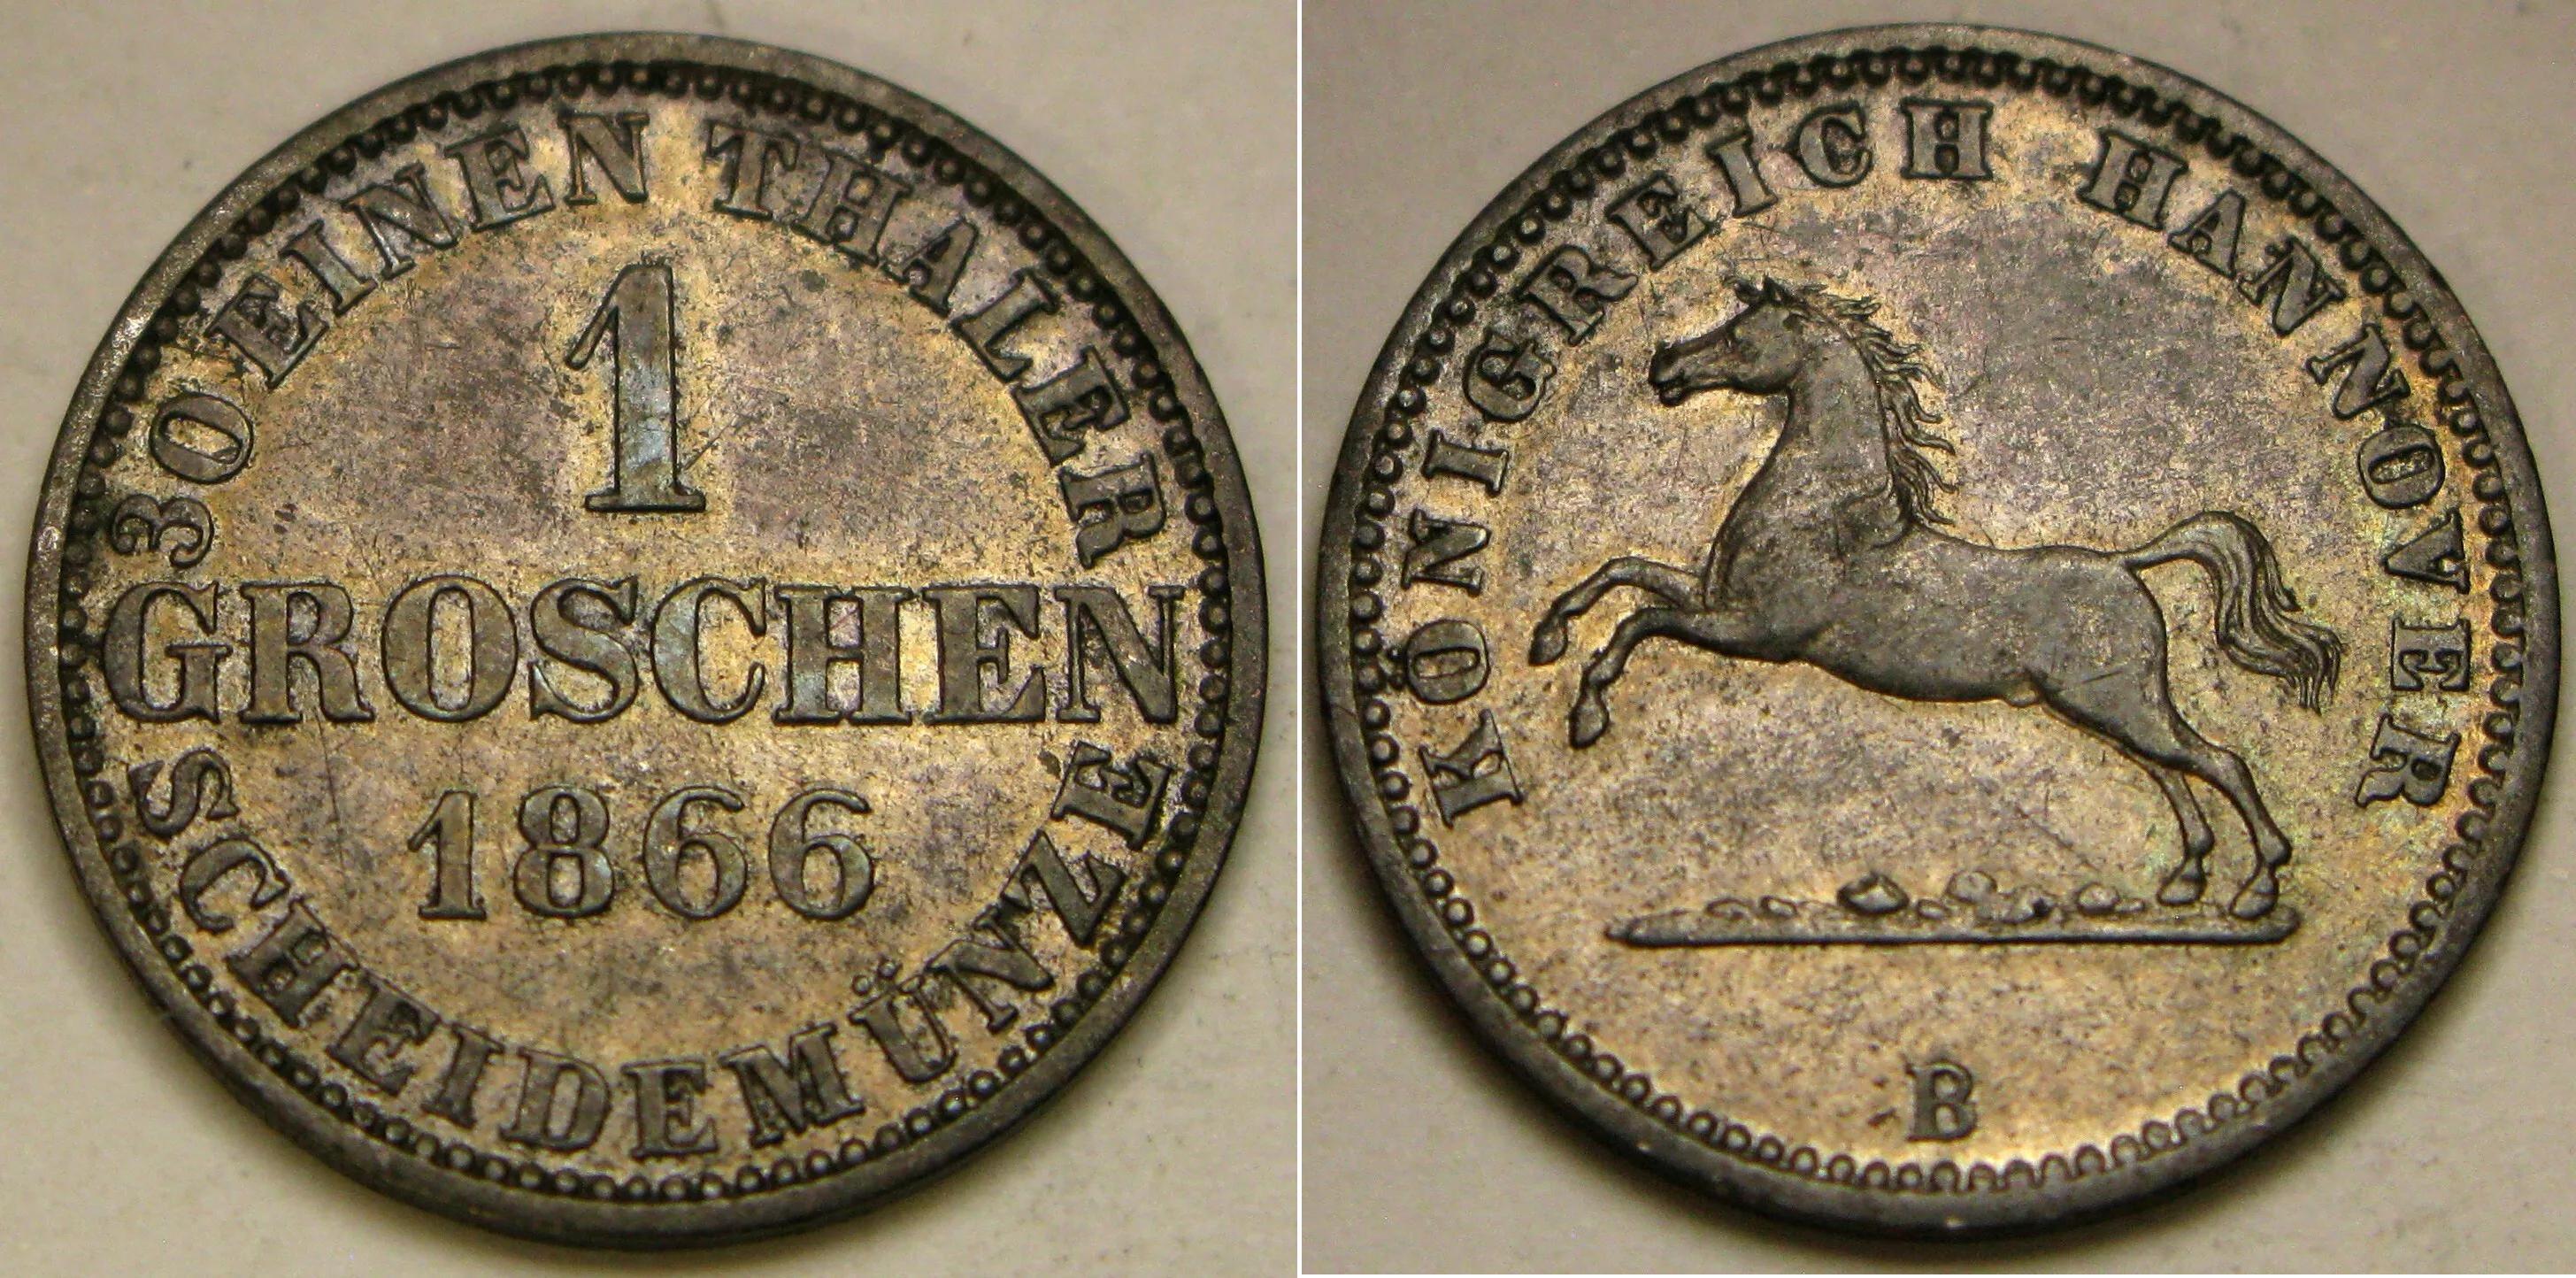 30 EINEN THALER
1
GROSCHEN
1866
SCHEIDEMÜNZE
KÖNIGREICH HANNOVER
B